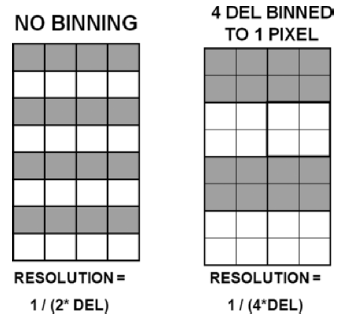 NO BINNING
RESOLUTION =
1 / (2* DEL)
4 DEL BINNED
TO 1 PIXEL
RESOLUTION =
1 / (4*DEL)